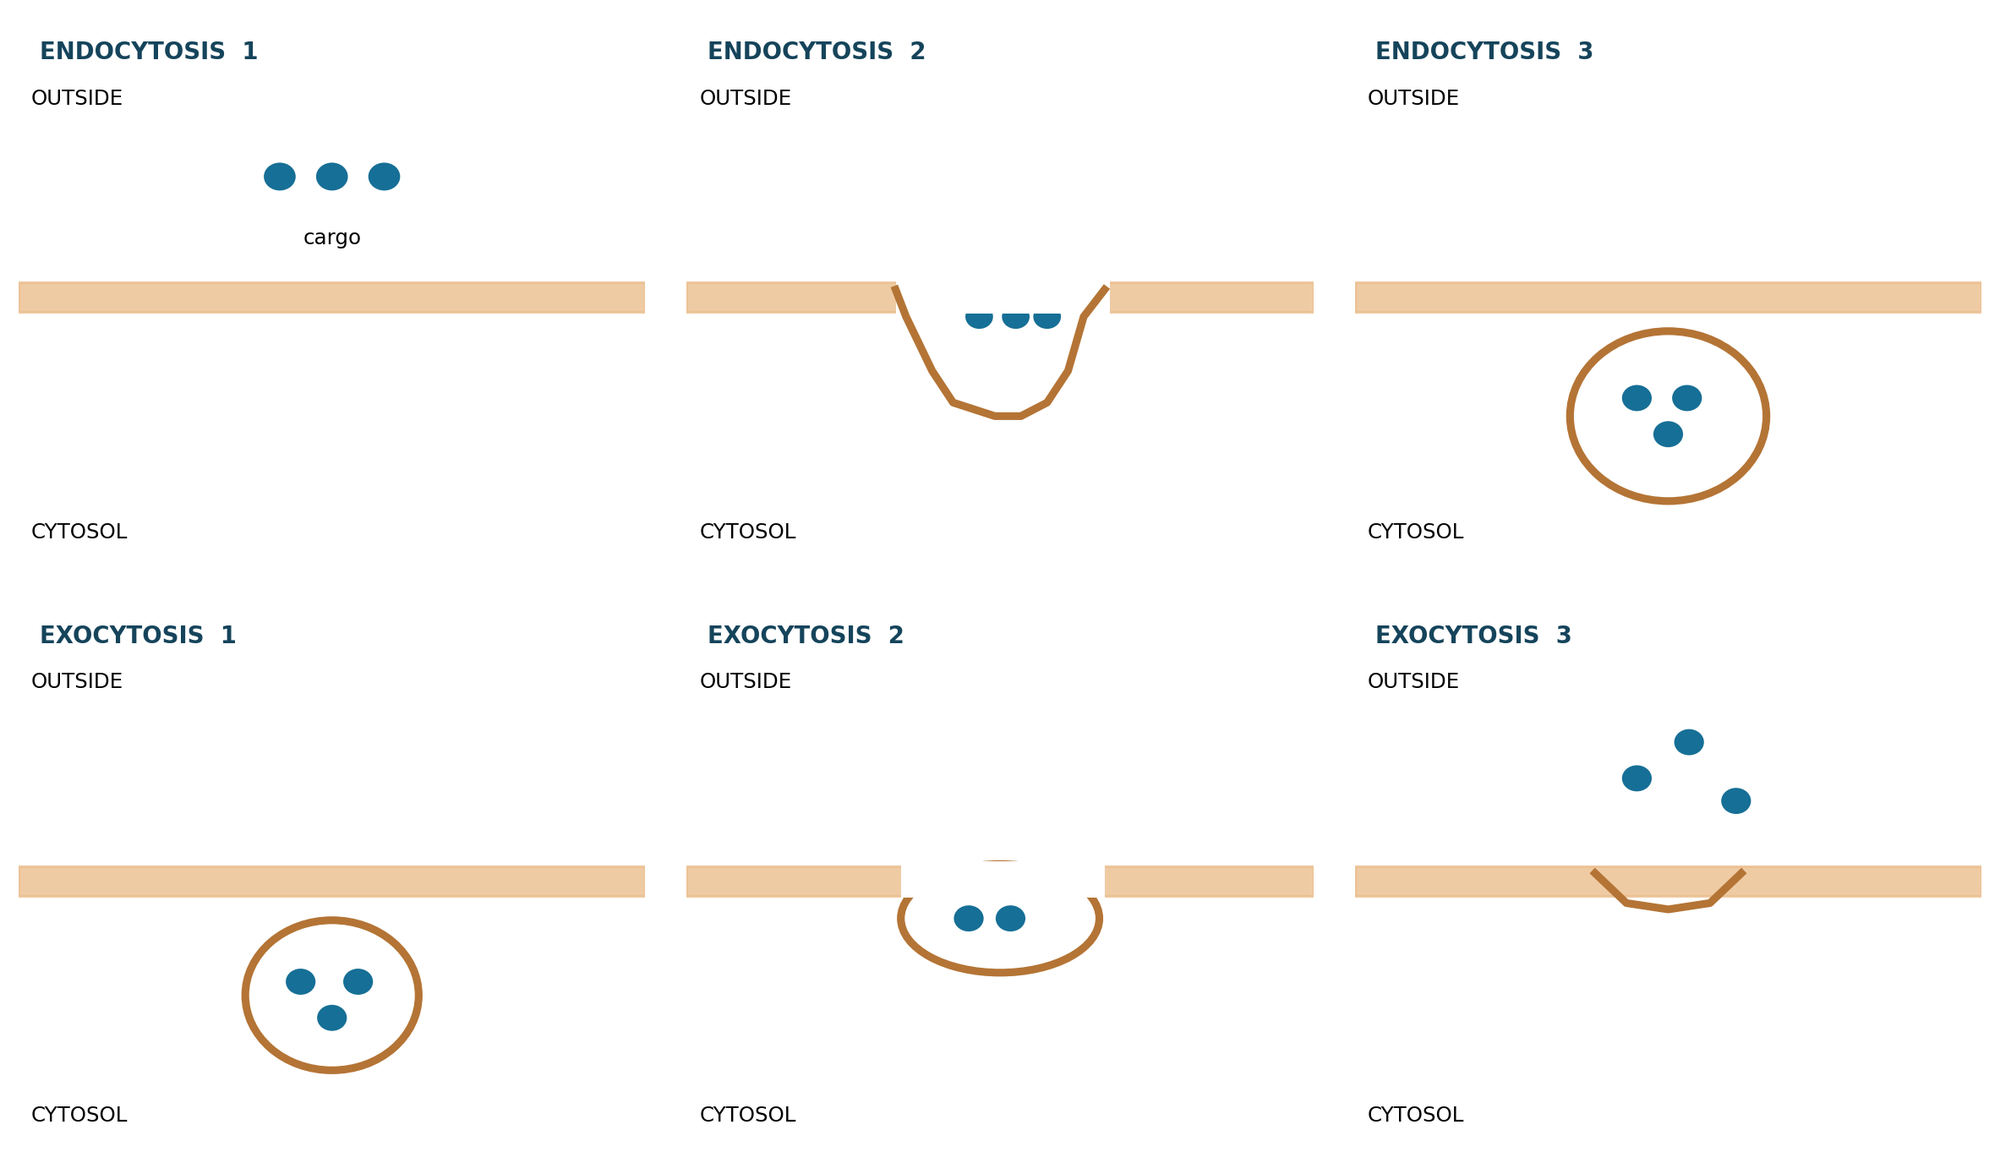 ENDOCYTOSIS  1
OUTSIDE
cargo
CYTOSOL
ENDOCYTOSIS  2
OUTSIDE
CYTOSOL
ENDOCYTOSIS  3
OUTSIDE
CYTOSOL
EXOCYTOSIS  1
OUTSIDE
CYTOSOL
EXOCYTOSIS  2
OUTSIDE
CYTOSOL
EXOCYTOSIS  3
OUTSIDE
CYTOSOL